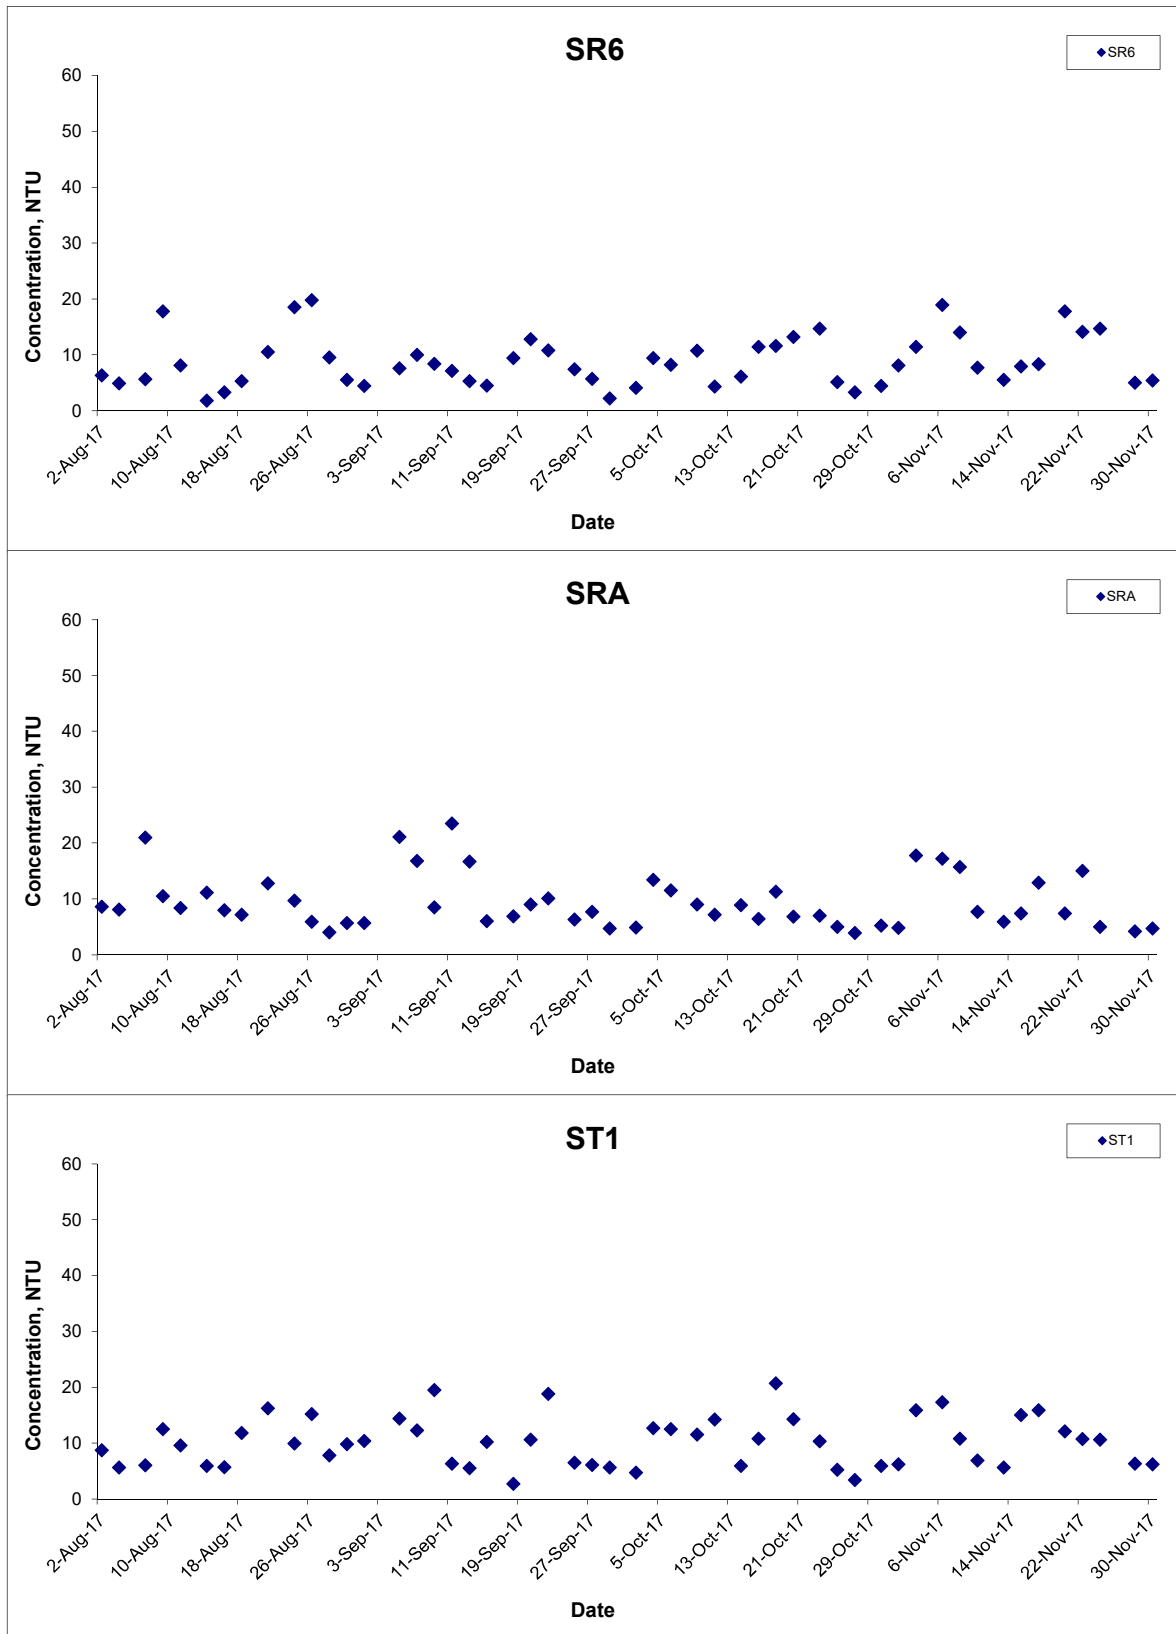 SR6
SR6
Concentration, NTU
60
50
40
30
20
10
0
2-Aug-17
10-Aug-17
18-Aug-17
26-Aug-17
3-Sep-17
11-Sep-17
19-Sep-17
27-Sep-17
5-Oct-17
13-Oct-17
21-Oct-17
29-Oct-17
6-Nov-17
14-Nov-17
22-Nov-17
30-Nov-17
Date
SRA
SRA
Concentration, NTU
60
50
40
30
20
10
0
2-Aug-17
10-Aug-17
18-Aug-17
26-Aug-17
3-Sep-17
11-Sep-17
19-Sep-17
27-Sep-17
5-Oct-17
13-Oct-17
21-Oct-17
29-Oct-17
6-Nov-17
14-Nov-17
22-Nov-17
30-Nov-17
Date
ST1
ST1
Concentration, NTU
60
50
40
30
20
10
0
2-Aug-17
10-Aug-17
18-Aug-17
26-Aug-17
3-Sep-17
11-Sep-17
19-Sep-17
27-Sep-17
5-Oct-17
13-Oct-17
21-Oct-17
29-Oct-17
6-Nov-17
14-Nov-17
22-Nov-17
30-Nov-17
Date